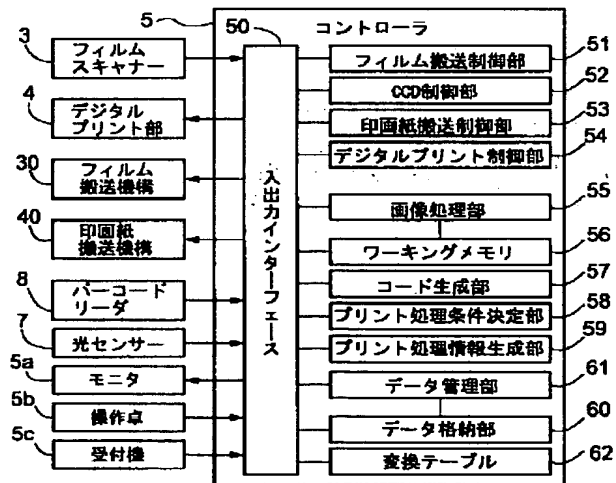 5
50
コントローラ
3
フィルム
スキャナー
4
デジタル
プリント部
30
フィルム
搬送機構
40
印画紙
搬送機構
8
バーコード
リーダ
7
光センサー
5a
モニタ
5b
操作卓
5c
受付機
入出力インターフェース
フィルム搬送制御部
51
CCD制御部
52
印画紙搬送制御部
53
デジタルプリント制御部
54
画像処理部
55
ワーキングメモリ
56
コード生成部
57
プリント処理条件決定部
58
プリント処理情報生成部
59
データ管理部
61
データ格納部
60
変換テーブル
62